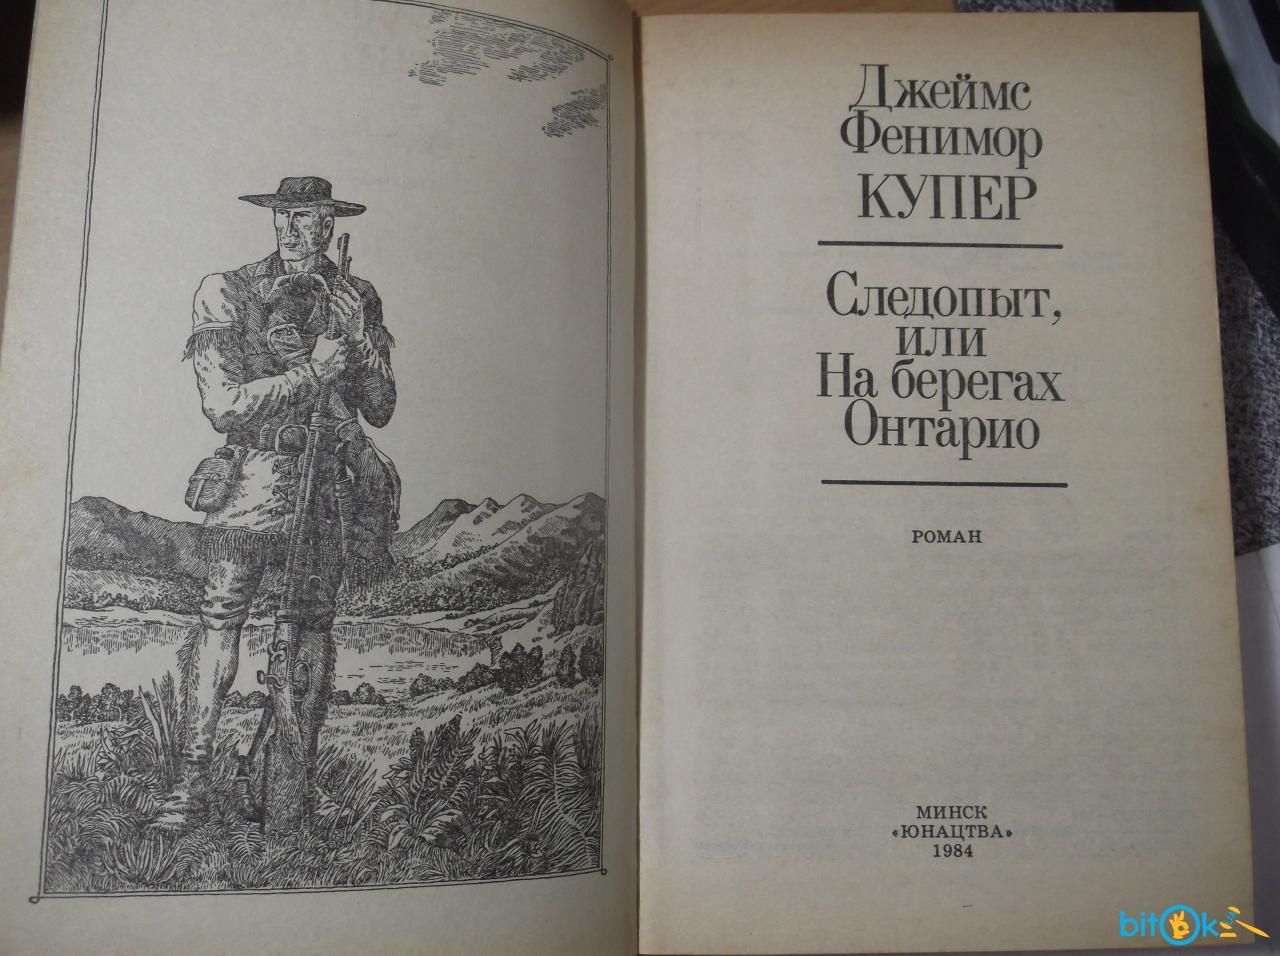 Джеймс
Фенимор
КУПЕР
Следопыт,
или
На берегах
Онтарио
РОМАН
МИНСК
«ЮНАЦТВА»
1984
bitOk